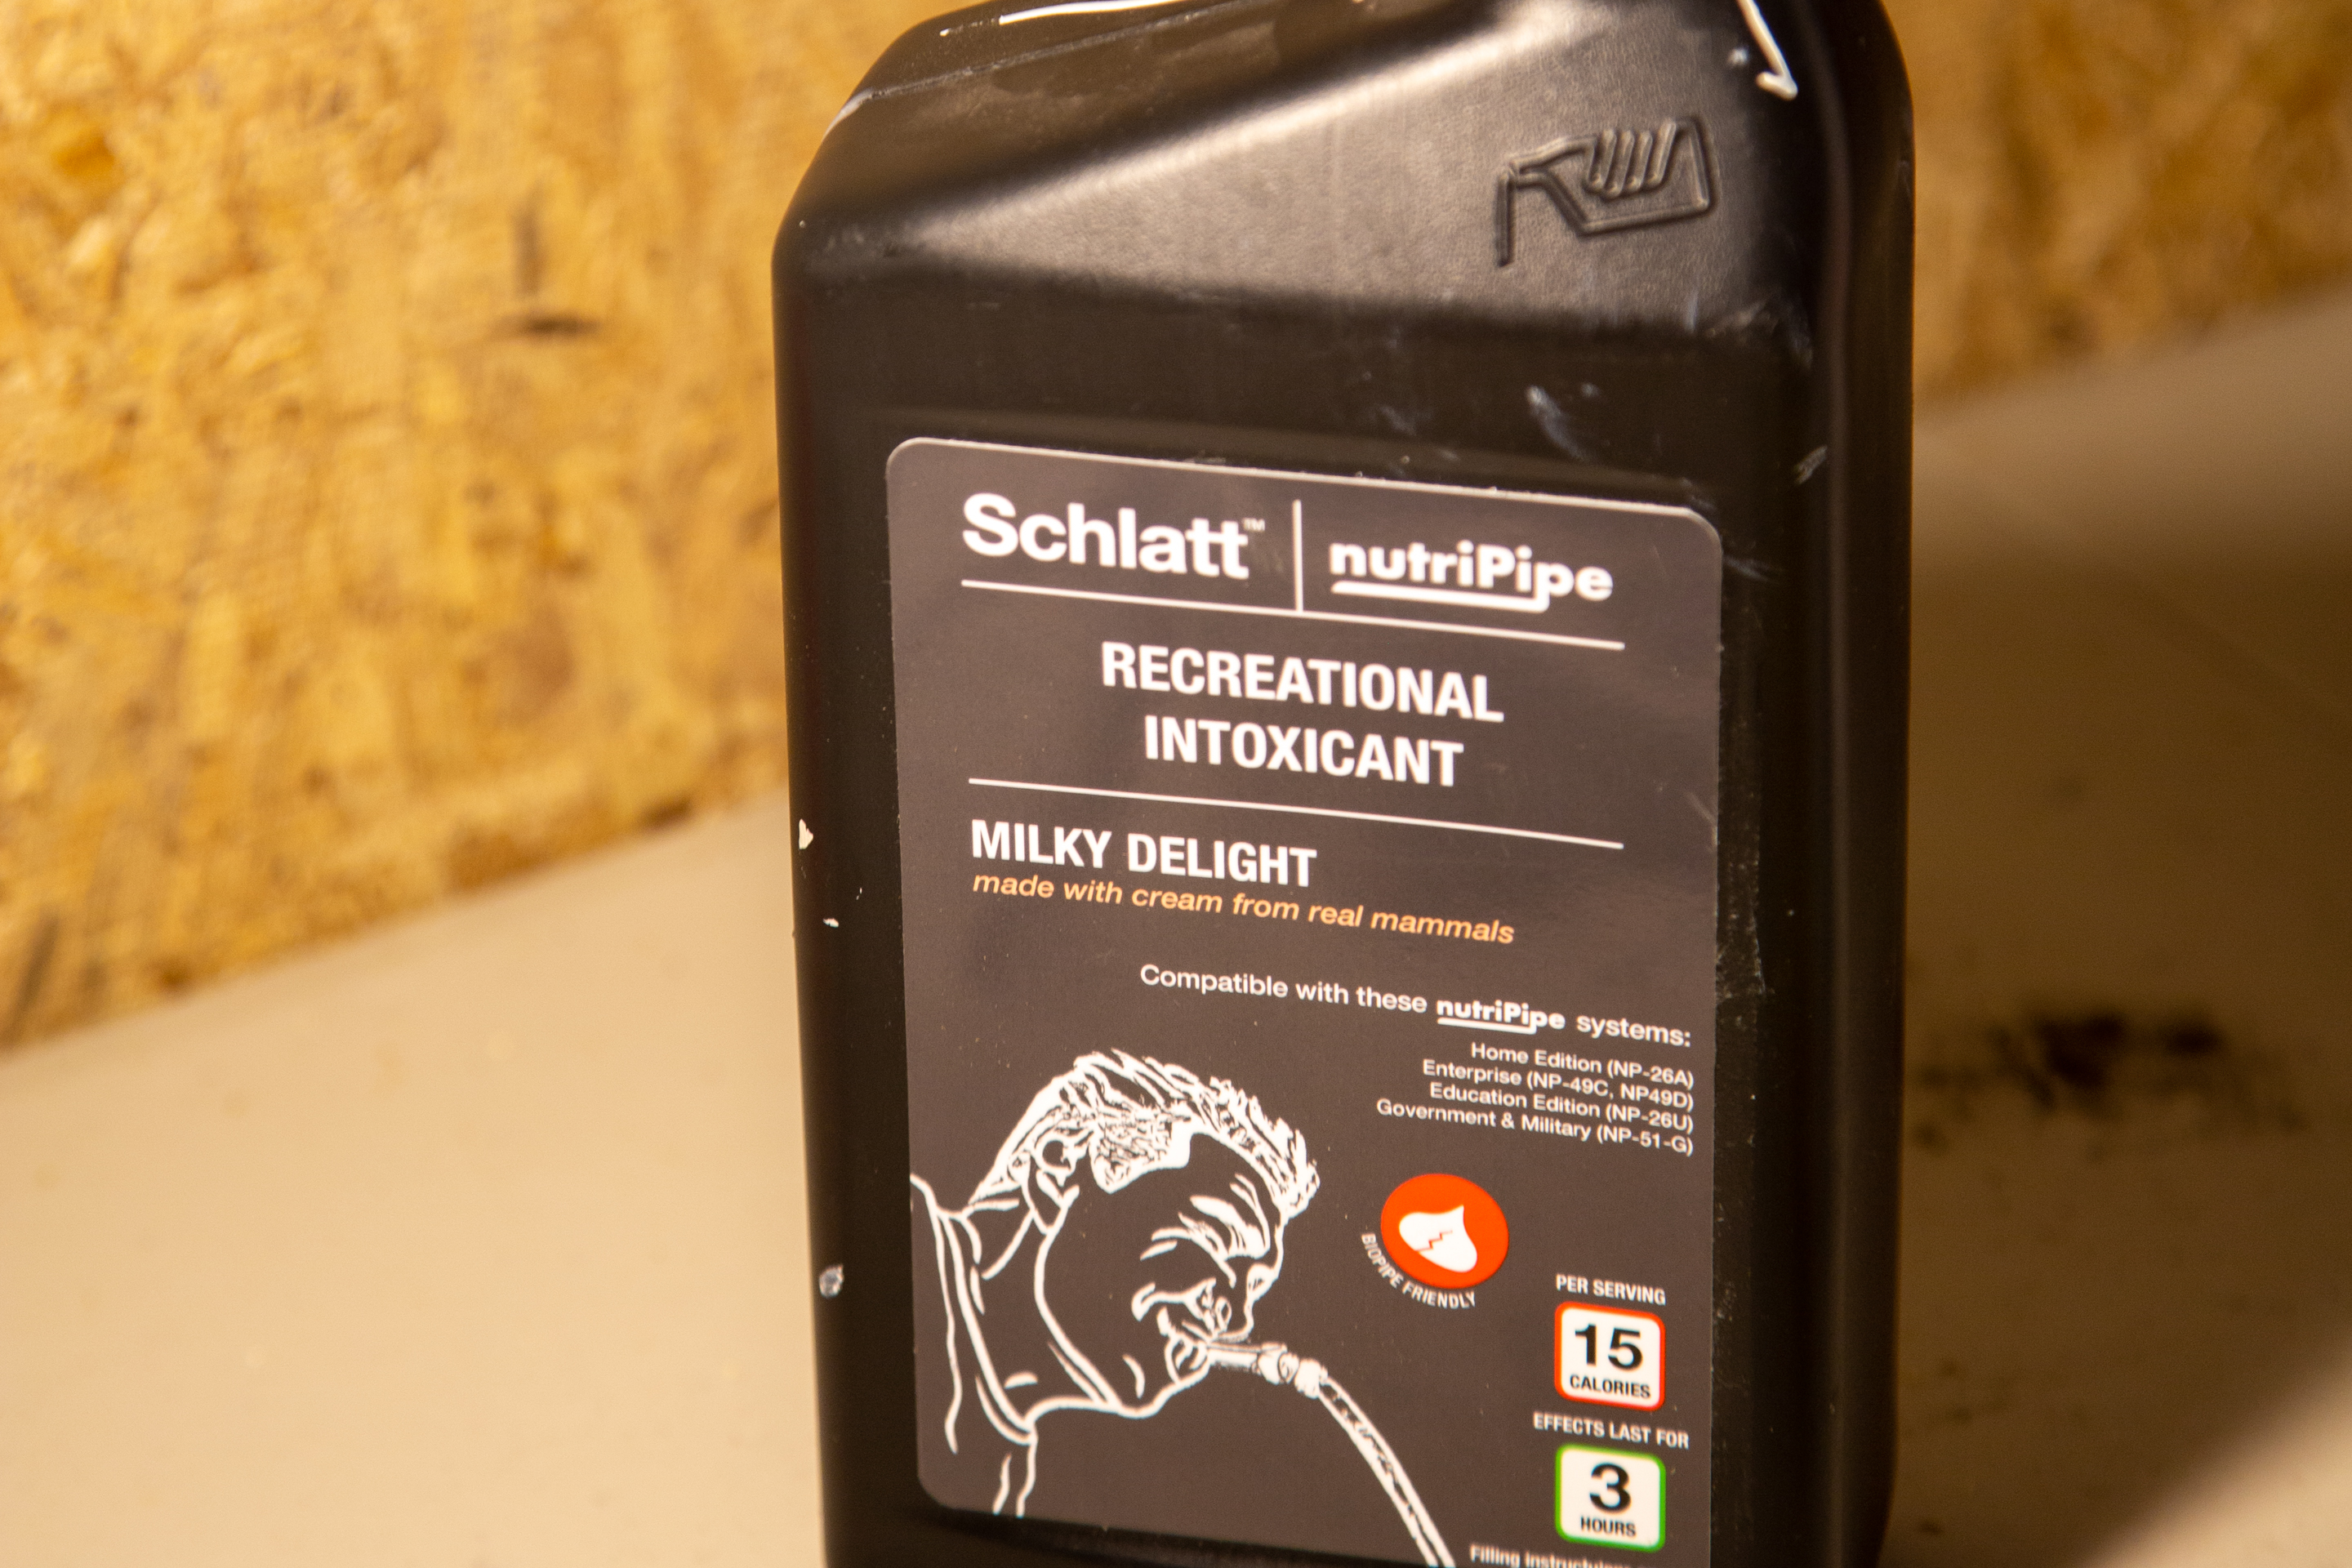 Schlatt™ nutriPipe
RECREATIONAL
INTOXICANT
MILKY DELIGHT
made with cream from real mammals
Compatible with these nutriPipe systems:
Home Edition (NP-26A)
Enterprise (NP-49C, NP49D)
Education Edition (NP-26U)
Government & Military (NP-51-G)
BIOPIPE FRIENDLY
PER SERVING
15
CALORIES
EFFECTS LAST FOR
3
HOURS
Filling